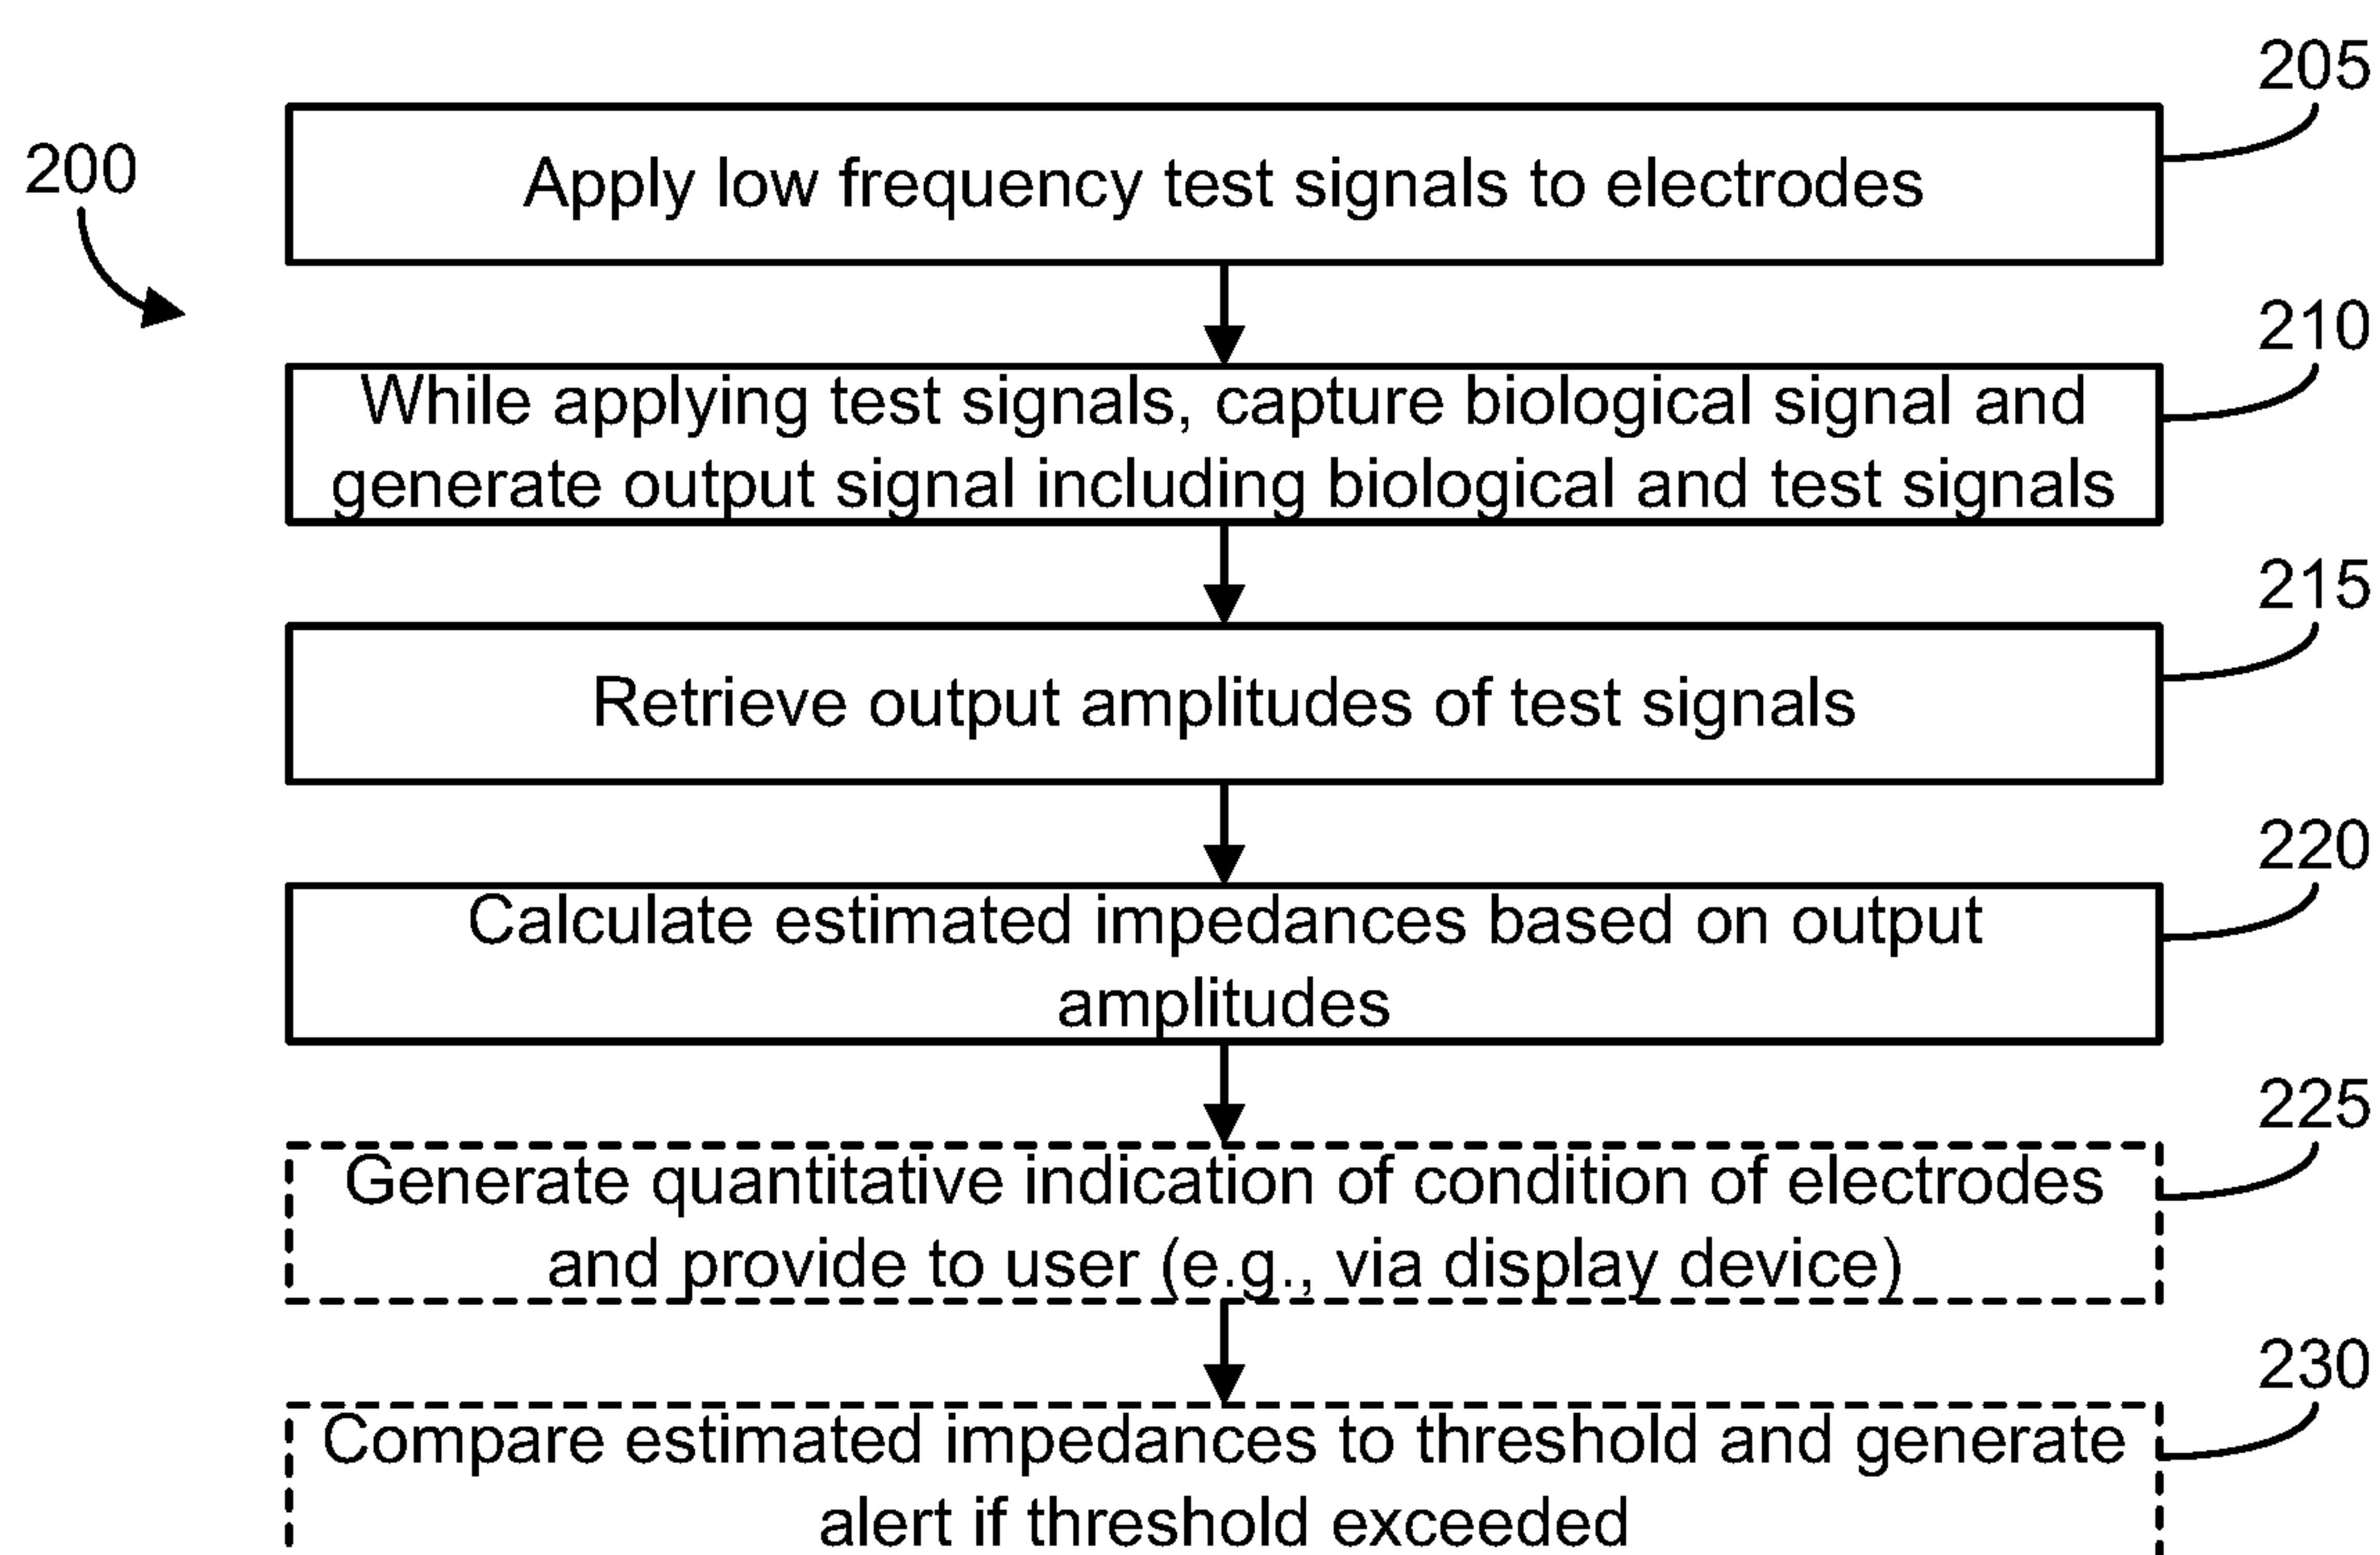 205
200
Apply low frequency test signals to electrodes
210
While applying test signals, capture biological signal and
generate output signal including biological and test signals
215
Retrieve output amplitudes of test signals
220
Calculate estimated impedances based on output
amplitudes
225
Generate quantitative indication of condition of electrodes
and provide to user (e.g., via display device)
230
Compare estimated impedances to threshold and generate
alert if threshold exceeded